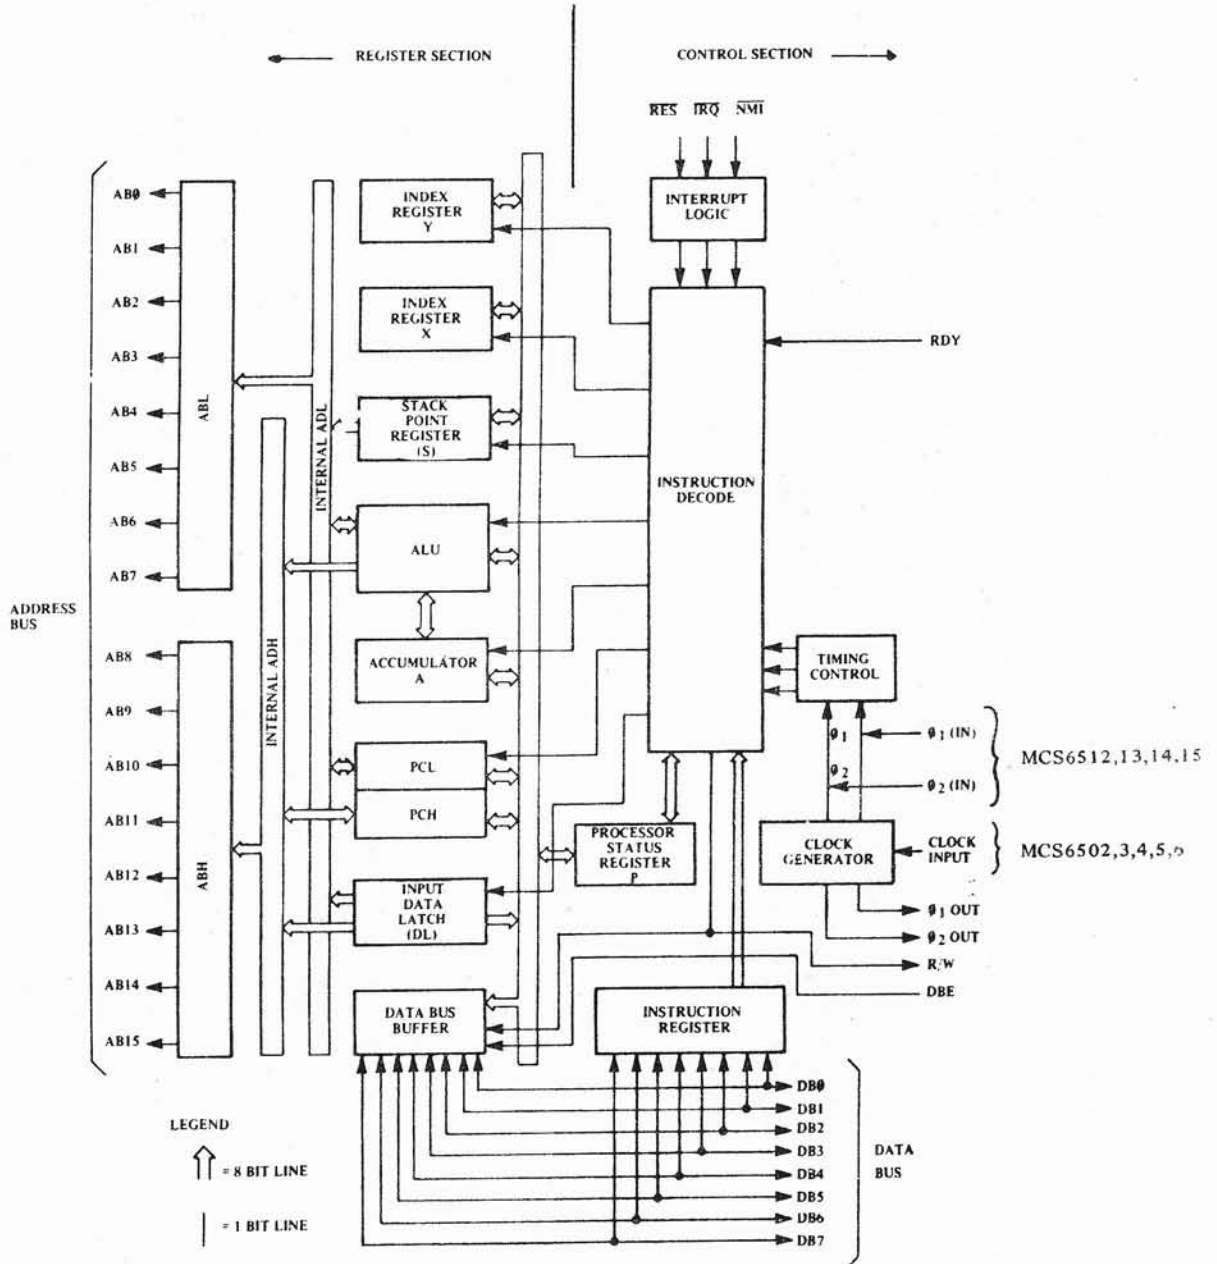 REGISTER SECTION
CONTROL SECTION
RES IRQ NMI
INTERRUPT
LOGIC
INDEX
REGISTER
Y
INDEX
REGISTER
X
STACK
POINT
REGISTER
(S)
ALU
ACCUMULATOR
A
PCL
PCH
INPUT
DATA
LATCH
(DL)
DATA BUS
BUFFER
INTERNAL ADL
INTERNAL ADH
ABL
ABH
ADDRESS
BUS
AB0
AB1
AB2
AB3
AB4
AB5
AB6
AB7
AB8
AB9
AB10
AB11
AB12
AB13
AB14
AB15
INSTRUCTION
DECODE
RDY
TIMING
CONTROL
Ø1
Ø2
Ø1 (IN)
Ø2 (IN)
MCS6512,13,14,15
CLOCK
GENERATOR
CLOCK
INPUT
MCS6502,3,4,5,6
Ø1 OUT
Ø2 OUT
R/W
DBE
PROCESSOR
STATUS
REGISTER
P
INSTRUCTION
REGISTER
DB0
DB1
DB2
DB3
DB4
DB5
DB6
DB7
DATA
BUS
LEGEND
= 8 BIT LINE
= 1 BIT LINE